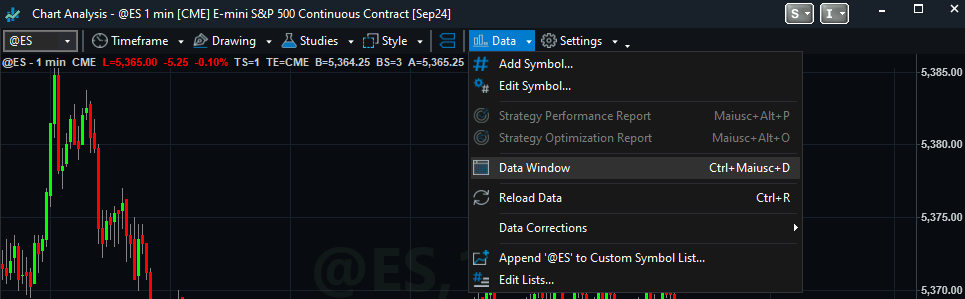 Chart Analysis - @ES 1 min [CME] E-mini S&P 500 Continuous Contract [Sep24]
S
I
@ES
Timeframe
Drawing
Studies
Style
Data
Settings
@ES - 1 min CME L=5,365.00 -5.25 -0.10% TS=1 TE=CME B=5,364.25 BS=3 A=5,365.25
Add Symbol...
Edit Symbol...
Strategy Performance Report Maiusc+Alt+P
Strategy Optimization Report Maiusc+Alt+O
Data Window Ctrl+Maiusc+D
Reload Data Ctrl+R
Data Corrections
Append '@ES' to Custom Symbol List...
Edit Lists...
5,385.00
5,380.00
5,375.00
5,370.00
@ES,